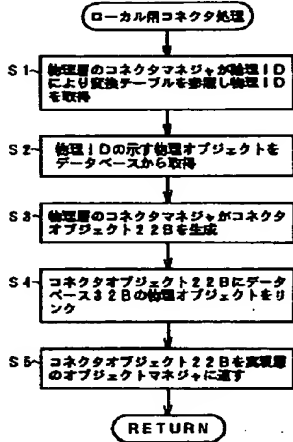 ローカル用コネクタ処理
S1
物理層のコネクタマネジャが論理ID
により変換テーブルを参照し物理ID
を取得
S2
物理IDの示す物理オブジェクトを
データベースから取得
S3
物理層のコネクタマネジャがコネクタ
オブジェクト22Bを生成
S4
コネクタオブジェクト22Bにデータ
ベース32Bの物理オブジェクトをリ
ンク
S5
コネクタオブジェクト22Bを実現層
のオブジェクトマネジャに返す
RETURN